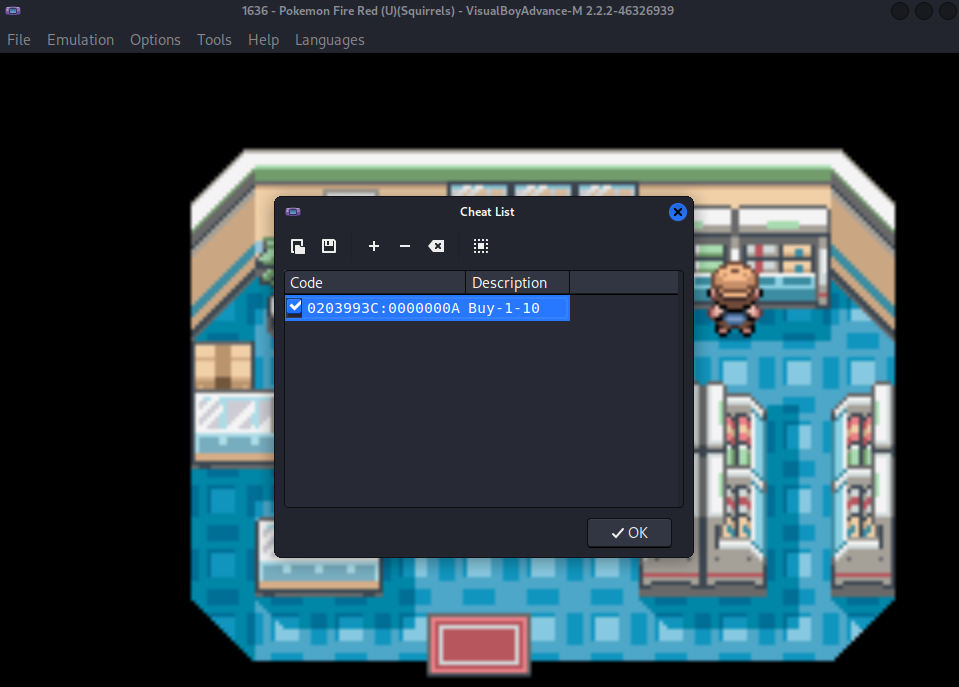 1636 - Pokemon Fire Red (U)(Squirrels) - VisualBoyAdvance-M 2.2.2-46326939
File Emulation Options Tools Help Languages
Cheat List
Code Description
0203993C:0000000A Buy-1-10
OK